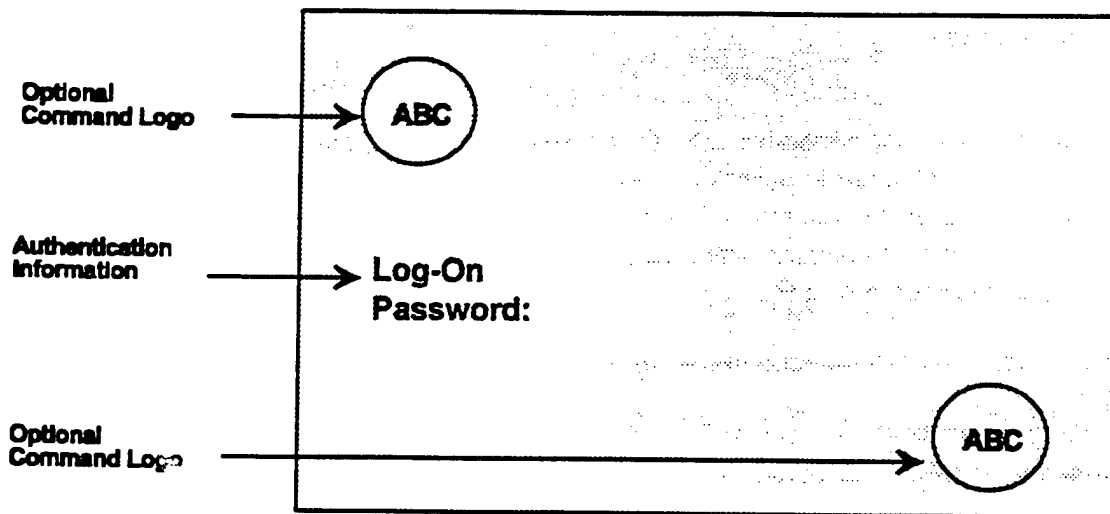 Optional
Command Logo
ABC
Authentication
Information
Log-On
Password:
Optional
Command Logo
ABC